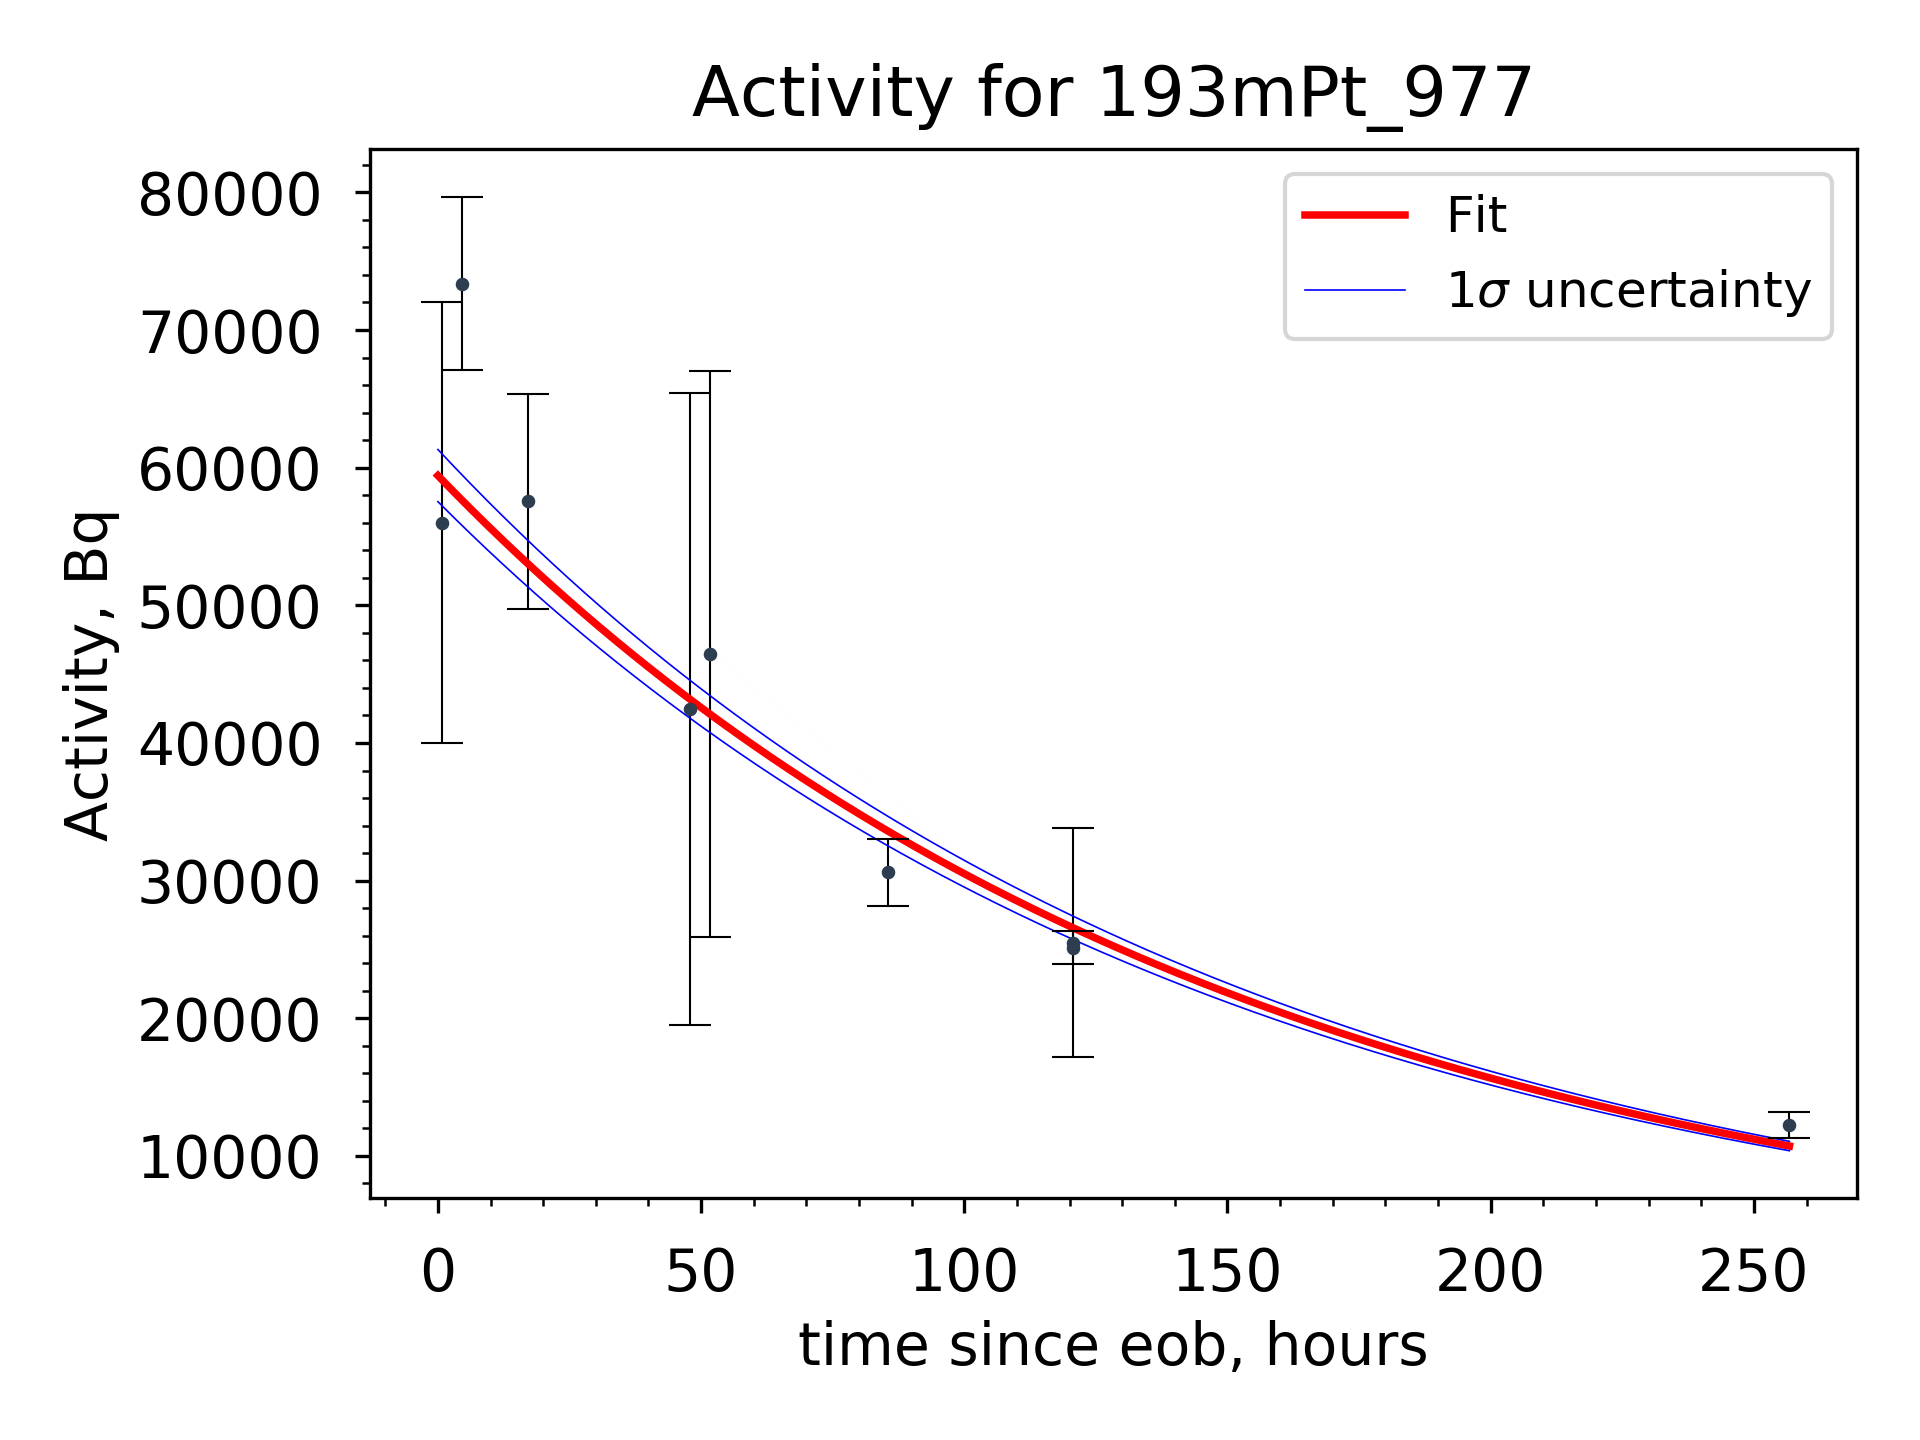 Activity for 193mPt_977
Fit
1σ uncertainty
Activity, Bq
80000
70000
60000
50000
40000
30000
20000
10000
0 50 100 150 200 250
time since eob, hours